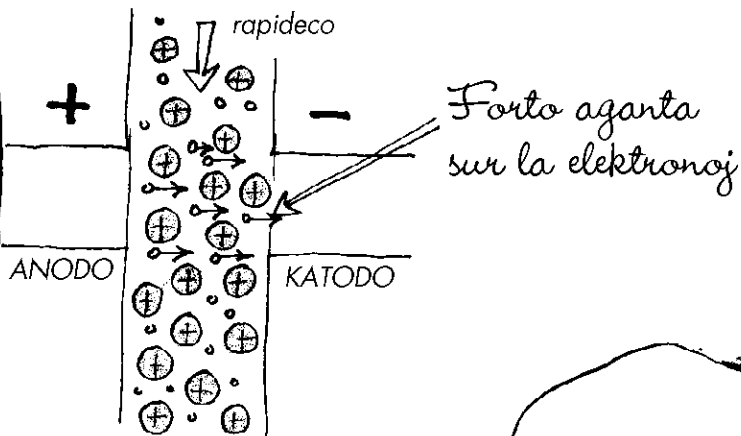 rapideco
+
-
Forto aganta
sur la elektronoj
ANODO
KATODO